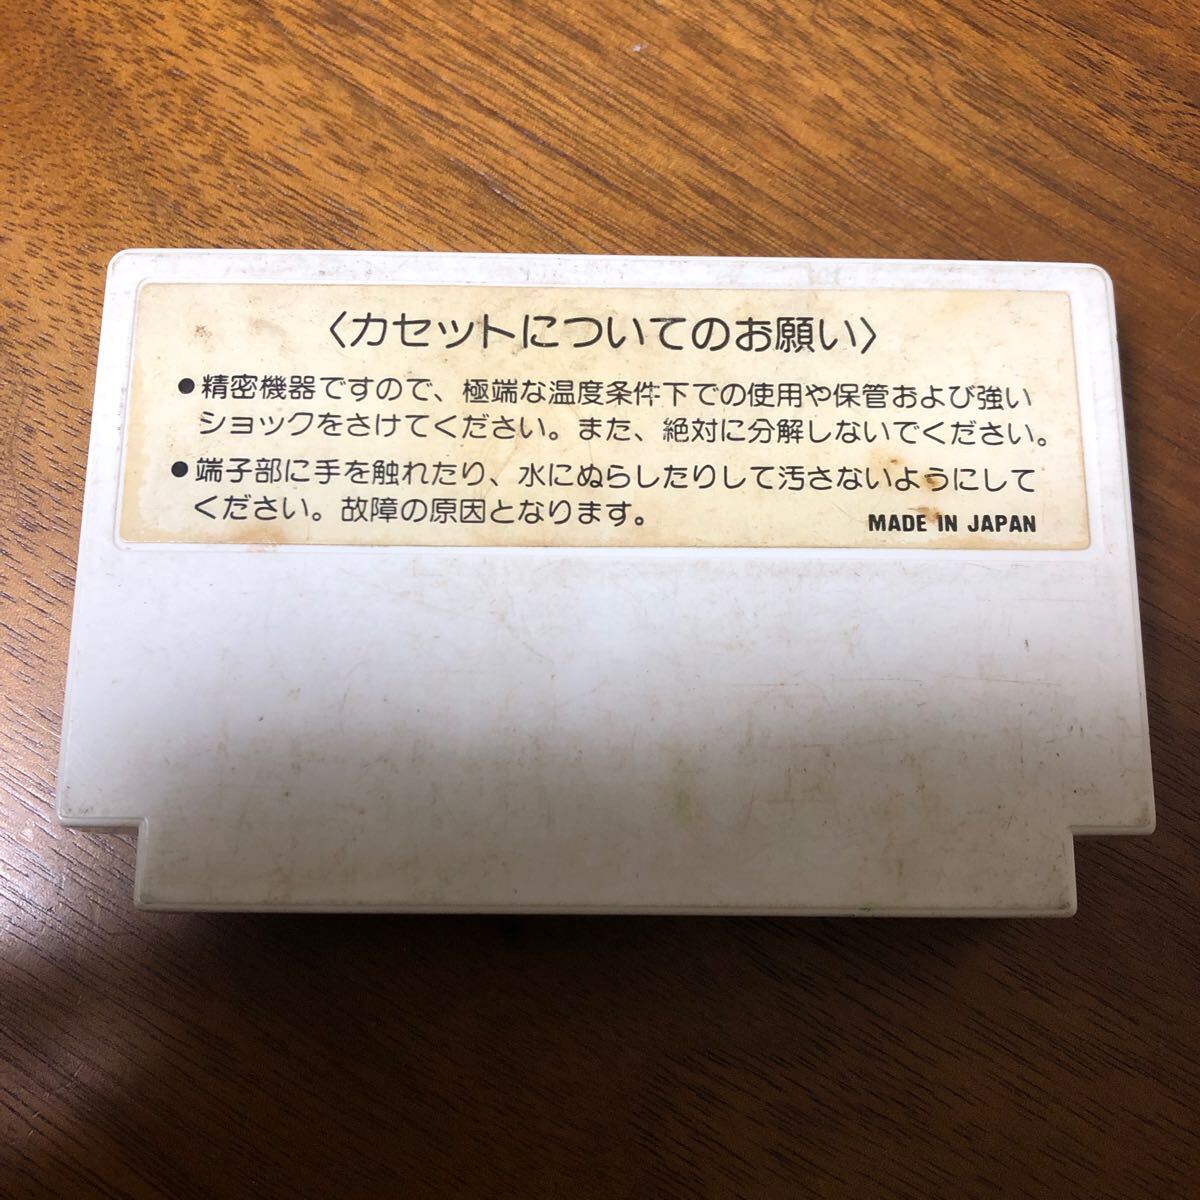 〈カセットについてのお願い〉
●精密機器ですので、極端な温度条件下での使用や保管および強い
ショックをさけてください。また、絶対に分解しないでください。
●端子部に手を触れたり、水にぬらしたりして汚さないようにして
ください。故障の原因となります。
MADE IN JAPAN